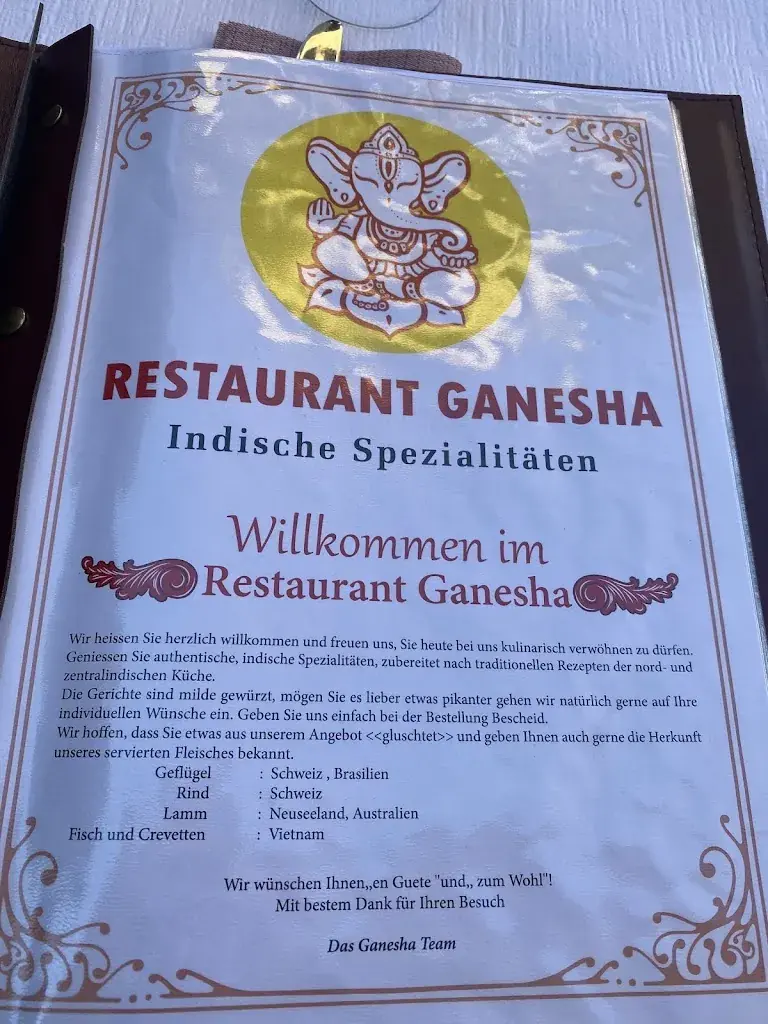 RESTAURANT GANESHA
Indische Spezialitäten
Willkommen im
Restaurant Ganesha
Wir heissen Sie herzlich willkommen und freuen uns, Sie heute bei uns kulinarisch verwöhnen zu dürfen.
Geniessen Sie authentische, indische Spezialitäten, zubereitet nach traditionellen Rezepten der nord- und
zentralindischen Küche.
Die Gerichte sind milde gewürzt, mögen Sie es lieber etwas pikanter gehen wir natürlich gerne auf Ihre
individuellen Wünsche ein. Geben Sie uns einfach bei der Bestellung Bescheid.
Wir hoffen, dass Sie etwas aus unserem Angebot <<gluschtet>> und geben Ihnen auch gerne die Herkunft
unseres servierten Fleisches bekannt.
Geflügel : Schweiz , Brasilien
Rind : Schweiz
Lamm : Neuseeland, Australien
Fisch und Crevetten : Vietnam
Wir wünschen Ihnen,,en Guete "und,, zum Wohl"!
Mit bestem Dank für Ihren Besuch
Das Ganesha Team